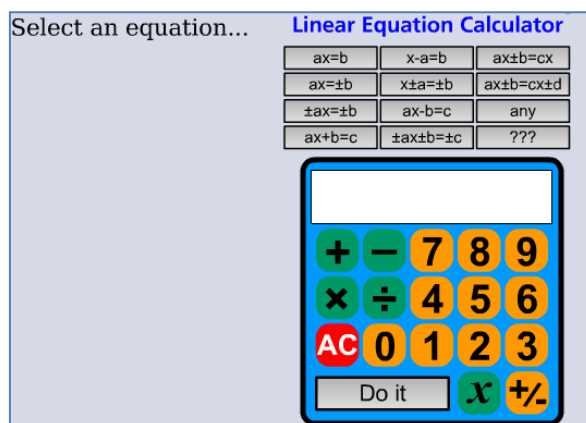 Select an equation...
Linear Equation Calculator
ax=b x-a=b ax±b=cx
ax=±b x±a=±b ax±b=cx±d
±ax=±b ax-b=c any
ax+b=c ±ax±b=±c ???
+ − 7 8 9
× ÷ 4 5 6
AC 0 1 2 3
Do it x +/-